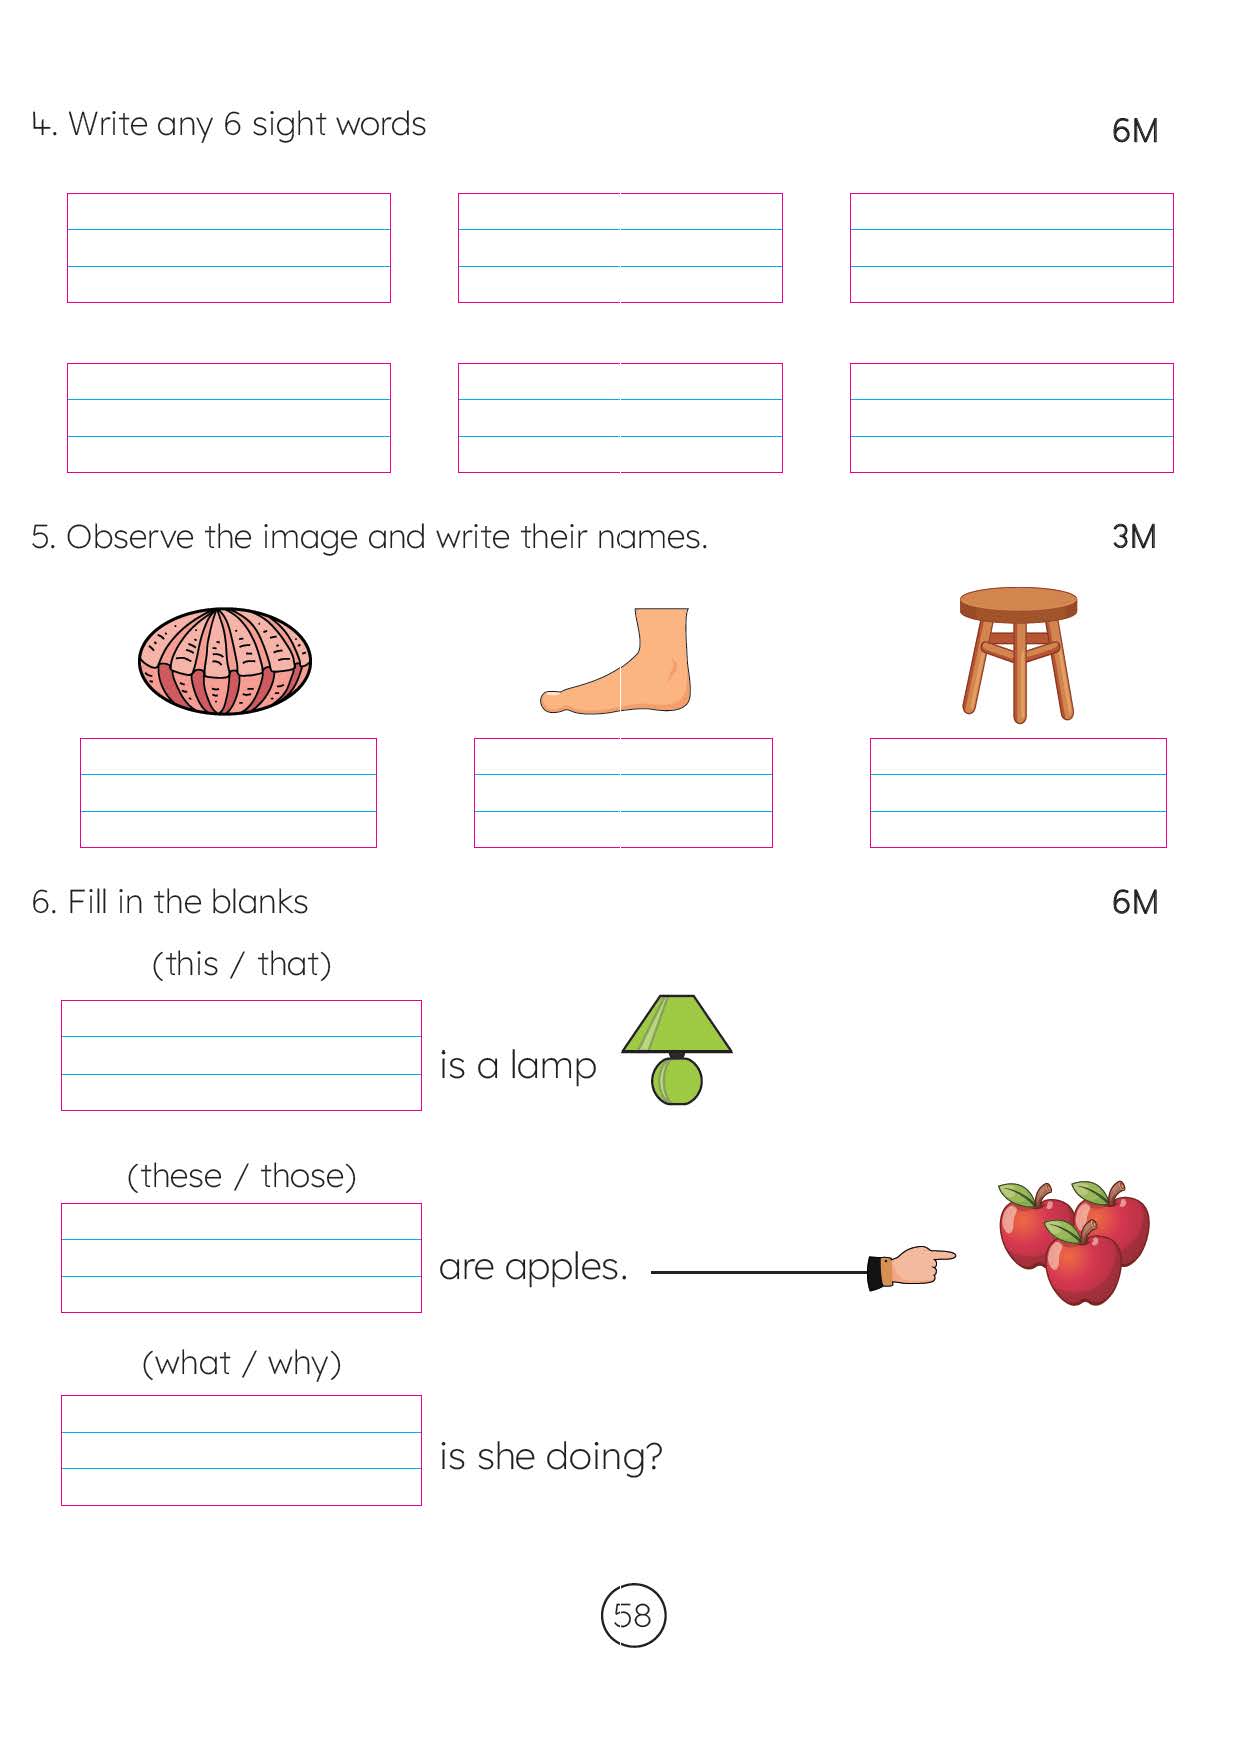 4. Write any 6 sight words
6M
5. Observe the image and write their names.
3M
6. Fill in the blanks
6M
(this / that)
is a lamp
(these / those)
are apples.
(what / why)
is she doing?
58